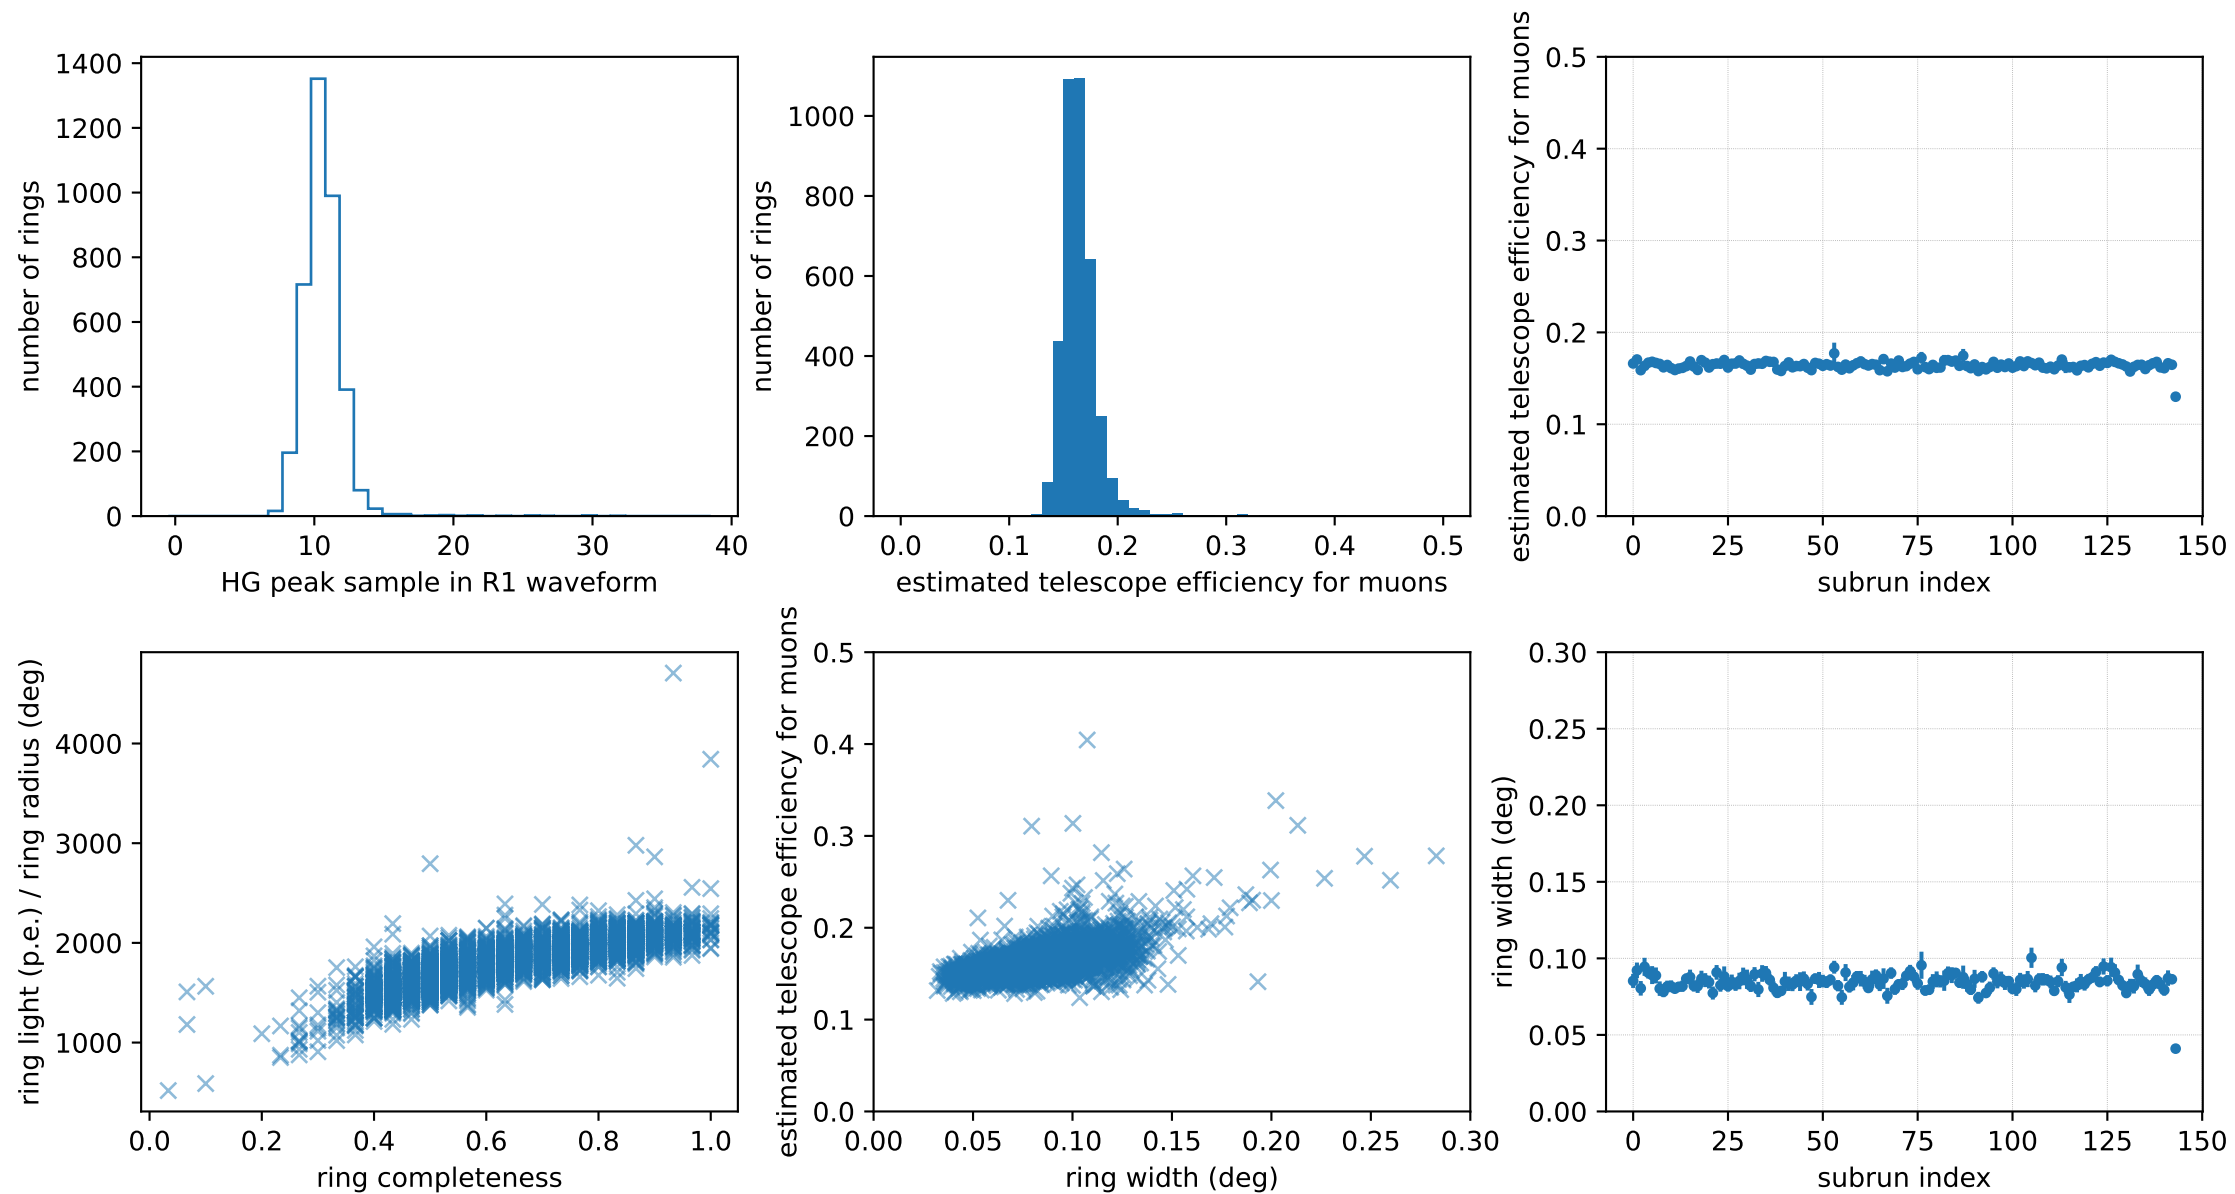 1400
1200
1000
800
600
400
200
0
number of rings
0 10 20 30 40
HG peak sample in R1 waveform
1000
800
600
400
200
0
number of rings
0.0 0.1 0.2 0.3 0.4 0.5
estimated telescope efficiency for muons
0.5
0.4
0.3
0.2
0.1
0.0
estimated telescope efficiency for muons
0 25 50 75 100 125 150
subrun index
4000
3000
2000
1000
ring light (p.e.) / ring radius (deg)
0.0 0.2 0.4 0.6 0.8 1.0
ring completeness
0.5
0.4
0.3
0.2
0.1
0.0
estimated telescope efficiency for muons
0.00 0.05 0.10 0.15 0.20 0.25 0.30
ring width (deg)
0.30
0.25
0.20
0.15
0.10
0.05
0.00
ring width (deg)
0 25 50 75 100 125 150
subrun index